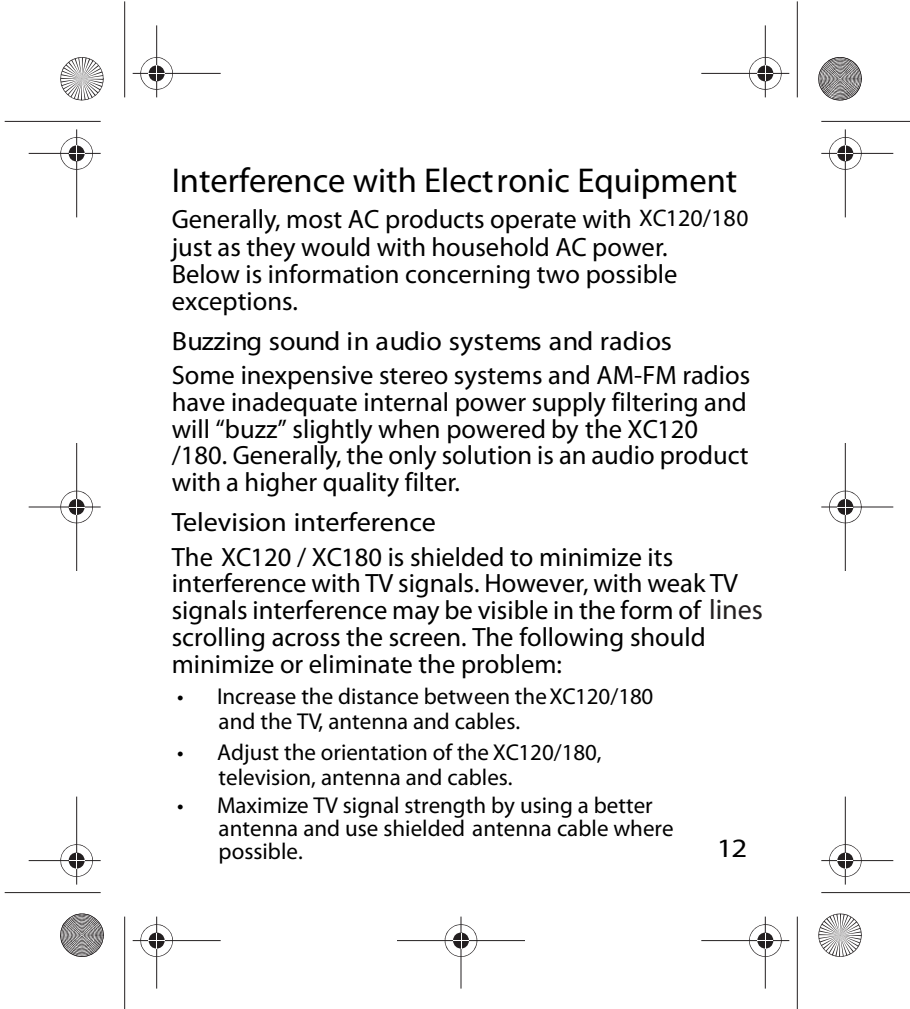 Interference with Electronic Equipment
Generally, most AC products operate with XC120/180
just as they would with household AC power.
Below is information concerning two possible
exceptions.
Buzzing sound in audio systems and radios
Some inexpensive stereo systems and AM-FM radios
have inadequate internal power supply filtering and
will “buzz” slightly when powered by the XC120
/180. Generally, the only solution is an audio product
with a higher quality filter.
Television interference
The XC120 / XC180 is shielded to minimize its
interference with TV signals. However, with weak TV
signals interference may be visible in the form of lines
scrolling across the screen. The following should
minimize or eliminate the problem:
• Increase the distance between the XC120/180
and the TV, antenna and cables.
• Adjust the orientation of the XC120/180,
television, antenna and cables.
• Maximize TV signal strength by using a better
antenna and use shielded antenna cable where
possible.
12